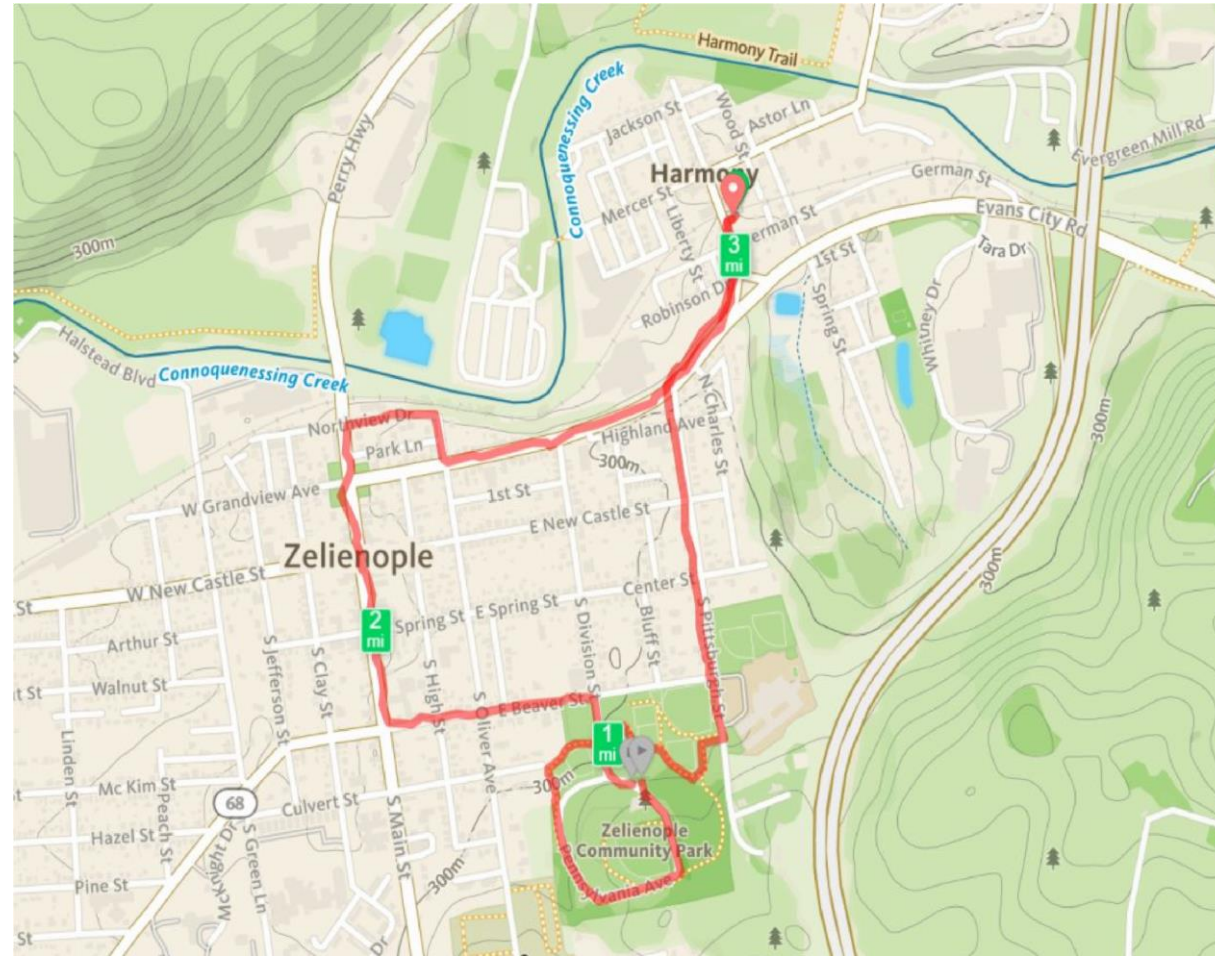 Harmony Trail
Connoquenessing Creek
Jackson St
Wood St
Astor Ln
Perry Hwy
Evergreen Mill Rd
Harmony
German St
Mercer St
Liberty St
Evans City Rd
erman St
3
mi
1st St
Tara Dr
300m
Robinson D
Spring St
Whitney Dr
Halstead Blvd
Connoquenessing Creek
300m
N Charles St
Northview Dr
Park Ln
Highland Ave
300m
W Grandview Ave
1st St
E New Castle St
Zelienople
300m
W New Castle St
Center St
St
E Spring St
Spring St
2
mi
Arthur St
S Division St
Bluff St
S Pittsburgh St
S Jefferson St
S Clay St
S High St
Walnut St
t St
S Oliver Ave
E Beaver St
1
mi
Linden St
Mc Kim St
300m
68
Culvert St
Peach St
S Main St
Hazel St
Zelienople
Community Park
McKnight Dr
S Green Ln
Pennsylvania Ave
Pine St
300m
St
Dr